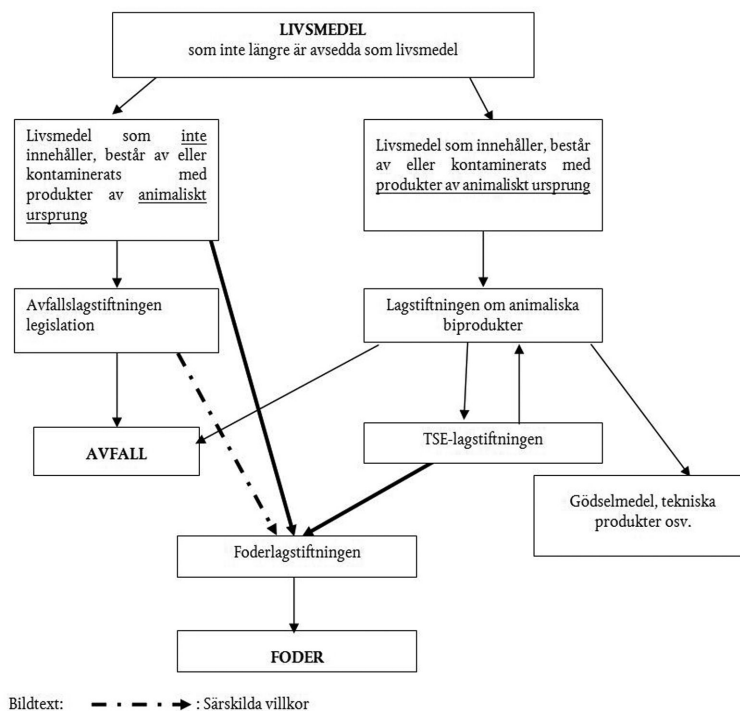 LIVSMEDEL
som inte längre är avsedda som livsmedel
Livsmedel som inte
innehåller, består av eller
kontaminerats med
produkter av animaliskt
ursprung
Livsmedel som innehåller, består
av eller kontaminerats med
produkter av animaliskt ursprung
Avfallslagstiftningen
legislation
Lagstiftningen om animaliska
biprodukter
AVFALL
TSE-lagstiftningen
Gödselmedel, tekniska
produkter osv.
Foderlagstiftningen
FODER
Bildtext: : Särskilda villkor